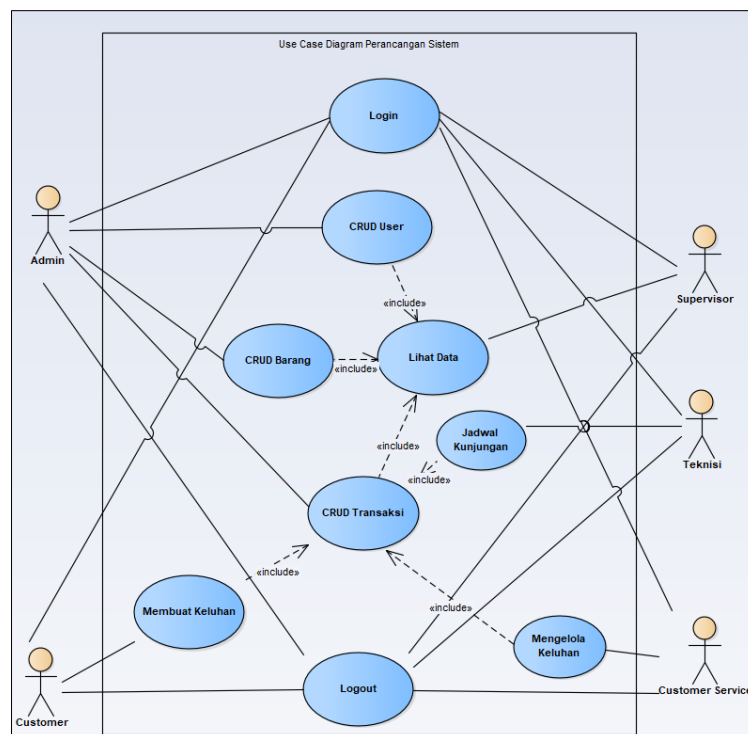 Use Case Diagram Perancangan Sistem
Login
CRUD User
Admin
Supervisor
«include»
CRUD Barang
«include»
Lihat Data
Jadwal
Kunjungan
«include»
Teknisi
«include»
CRUD Transaksi
«include»
Membuat Keluhan
«include»
Mengelola
Keluhan
Logout
Customer
Customer Service